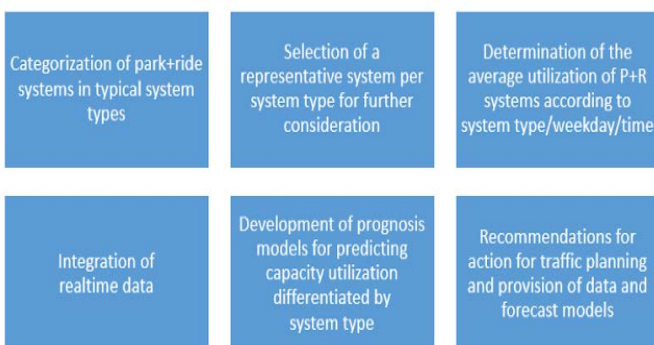 Categorization of park+ride
systems in typical system
types
Selection of a
representative system per
system type for further
consideration
Determination of the
average utilization of P+R
systems according to
system type/weekday/time
Integration of
realtime data
Development of prognosis
models for predicting
capacity utilization
differentiated by
system type
Recommendations for
action for traffic planning
and provision of data and
forecast models